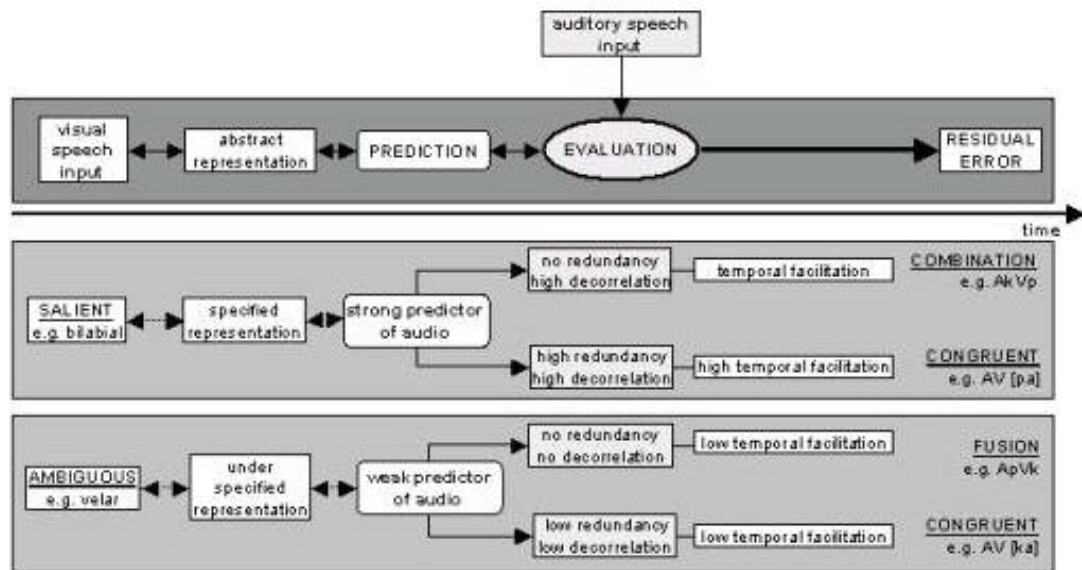 auditory speech
input
visual
speech
input
abstract
representation
PREDICTION
EVALUATION
RESIDUAL
ERROR
time
SALIENT
e.g. bilabial
specified
representation
strong predictor
of audio
no redundancy
high decorrelation
temporal facilitation
COMBINATION
e.g. AkVp
high redundancy
high decorrelation
high temporal facilitation
CONGRUENT
e.g. AV [pa]
AMBIGUOUS
e.g. velar
under
specified
representation
weak predictor
of audio
no redundancy
no decorrelation
low temporal facilitation
FUSION
e.g. ApVk
low redundancy
low decorrelation
low temporal facilitation
CONGRUENT
e.g. AV [ka]